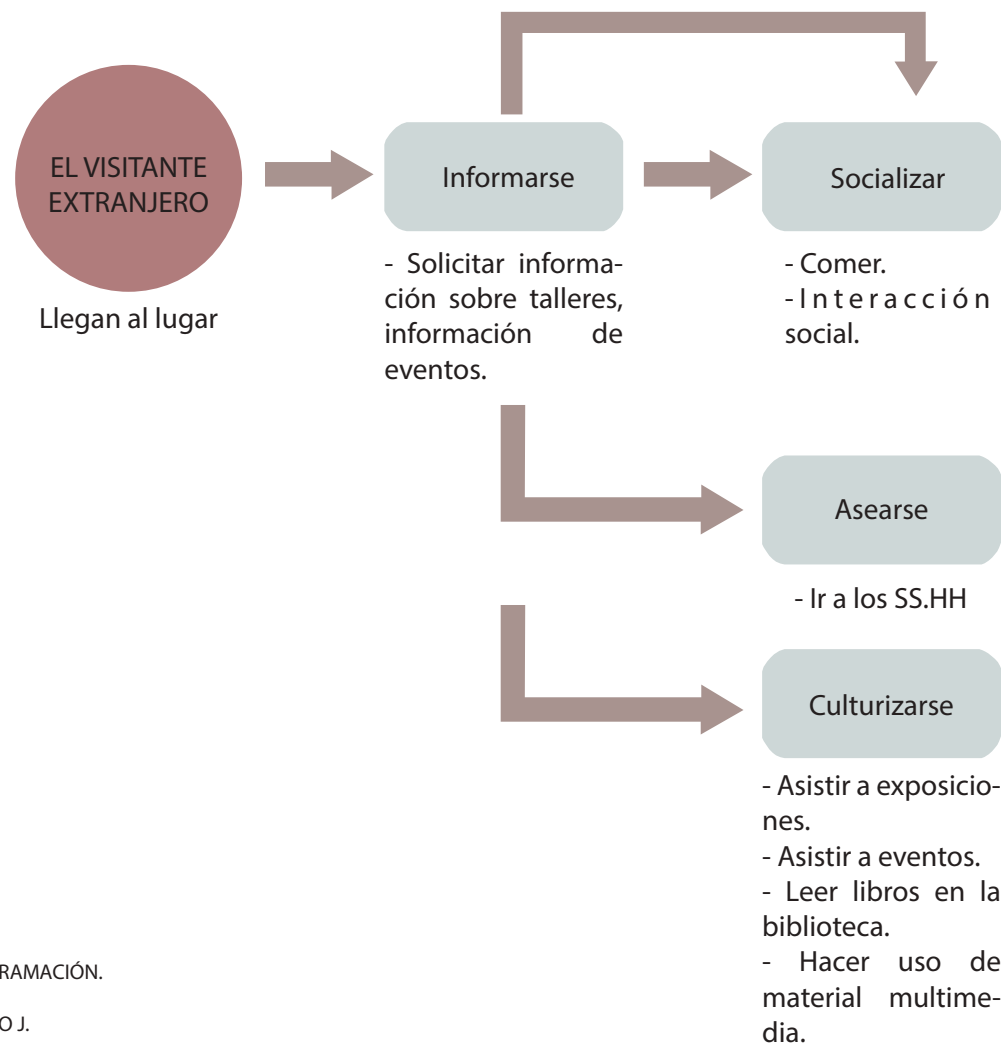 EL VISITANTE
EXTRANJERO
Llegan al lugar
Informarse
- Solicitar informa-
ción sobre talleres,
información de
eventos.
Socializar
- Comer.
- Interacción
social.
Asearse
- Ir a los SS.HH
Culturizarse
- Asistir a exposicio-
nes.
- Asistir a eventos.
- Leer libros en la
biblioteca.
- Hacer uso de
material multime-
dia.
RAMACIÓN.
O J.